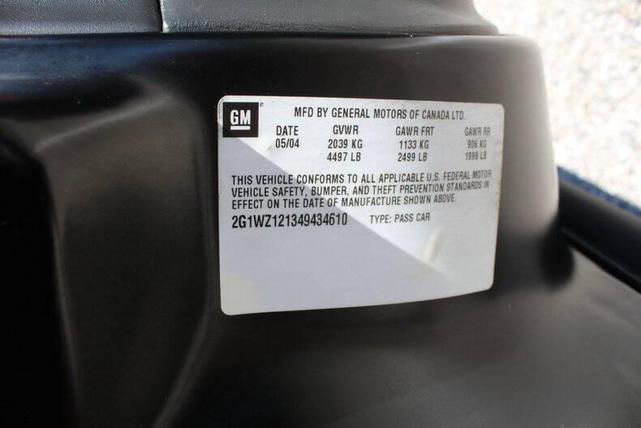 GM MFD BY GENERAL MOTORS OF CANADA LTD.
DATE GVWR GAWR FRT GAWR RR
05/04 2039 KG 1133 KG 906 KG
4497 LB 2499 LB 1998 LB
THIS VEHICLE CONFORMS TO ALL APPLICABLE U.S. FEDERAL MOTOR
VEHICLE SAFETY, BUMPER, AND THEFT PREVENTION STANDARDS IN
EFFECT ON THE DATE OF MANUFACTURE SHOWN ABOVE.
2G1WZ121349434610 TYPE: PASS CAR